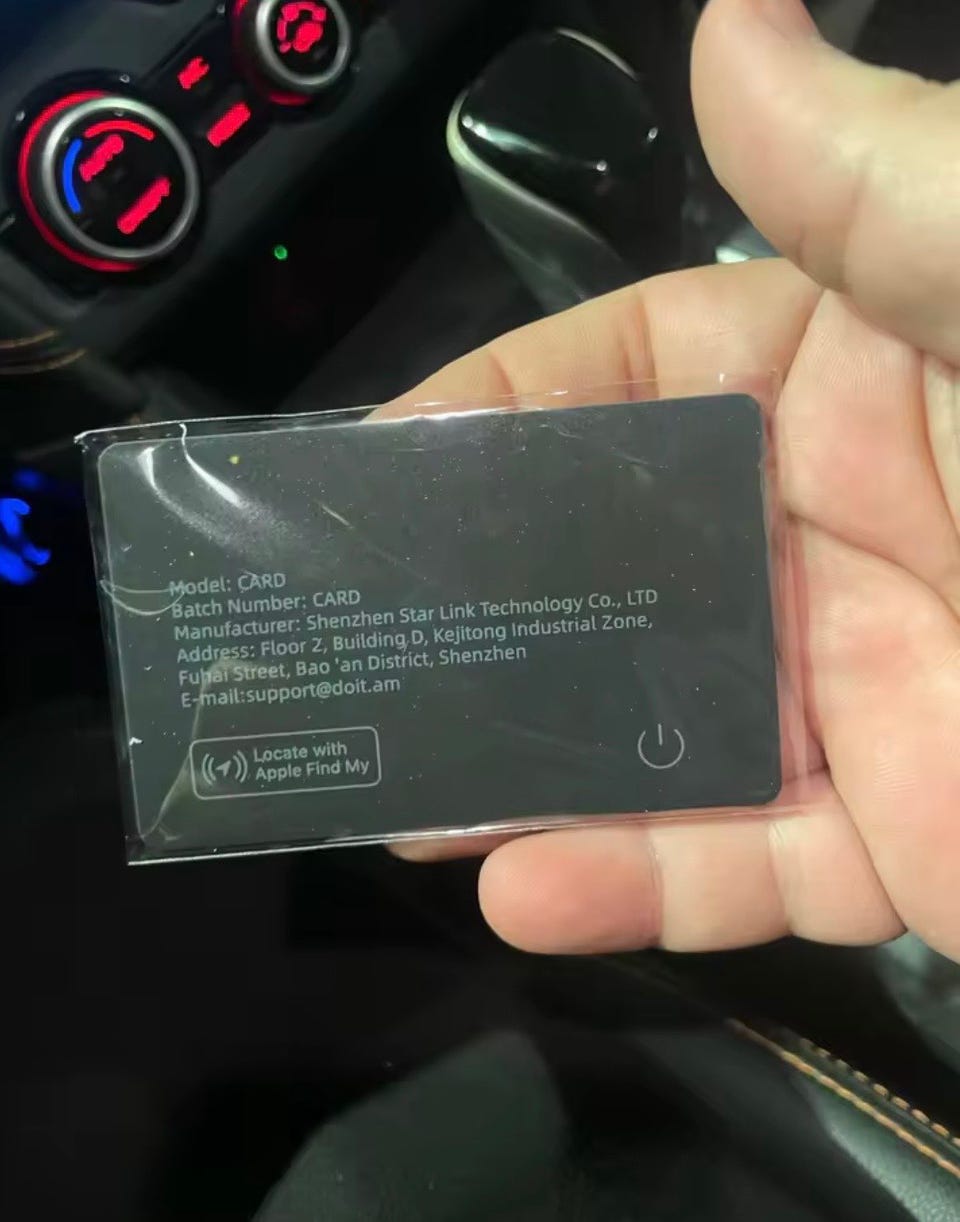 Model: CARD
Batch Number: CARD
Manufacturer: Shenzhen Star Link Technology Co., LTD
Address: Floor 2, Building D, Kejitong Industrial Zone,
Fuhai Street, Bao 'an District, Shenzhen
E-mail:support@doit.am
Locate with
Apple Find My